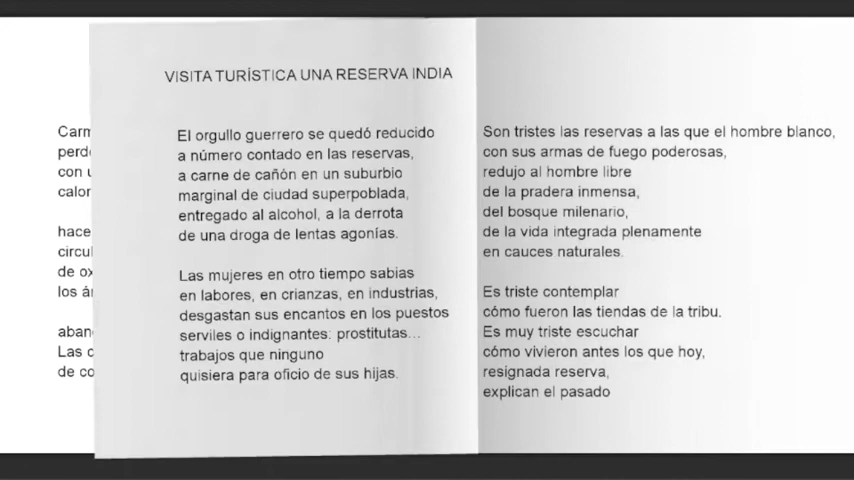 VISITA TURÍSTICA UNA RESERVA INDIA
El orgullo guerrero se quedó reducido
a número contado en las reservas,
a carne de cañón en un suburbio
marginal de ciudad superpoblada,
entregado al alcohol, a la derrota
de una droga de lentas agonías.
Las mujeres en otro tiempo sabias
en labores, en crianzas, en industrias,
desgastan sus encantos en los puestos
serviles o indignantes: prostitutas...
trabajos que ninguno
quisiera para oficio de sus hijas.
Son tristes las reservas a las que el hombre blanco,
con sus armas de fuego poderosas,
redujo al hombre libre
de la pradera inmensa,
del bosque milenario,
de la vida integrada plenamente
en cauces naturales.
Es triste contemplar
cómo fueron las tiendas de la tribu.
Es muy triste escuchar
cómo vivieron antes los que hoy,
resignada reserva,
explican el pasado